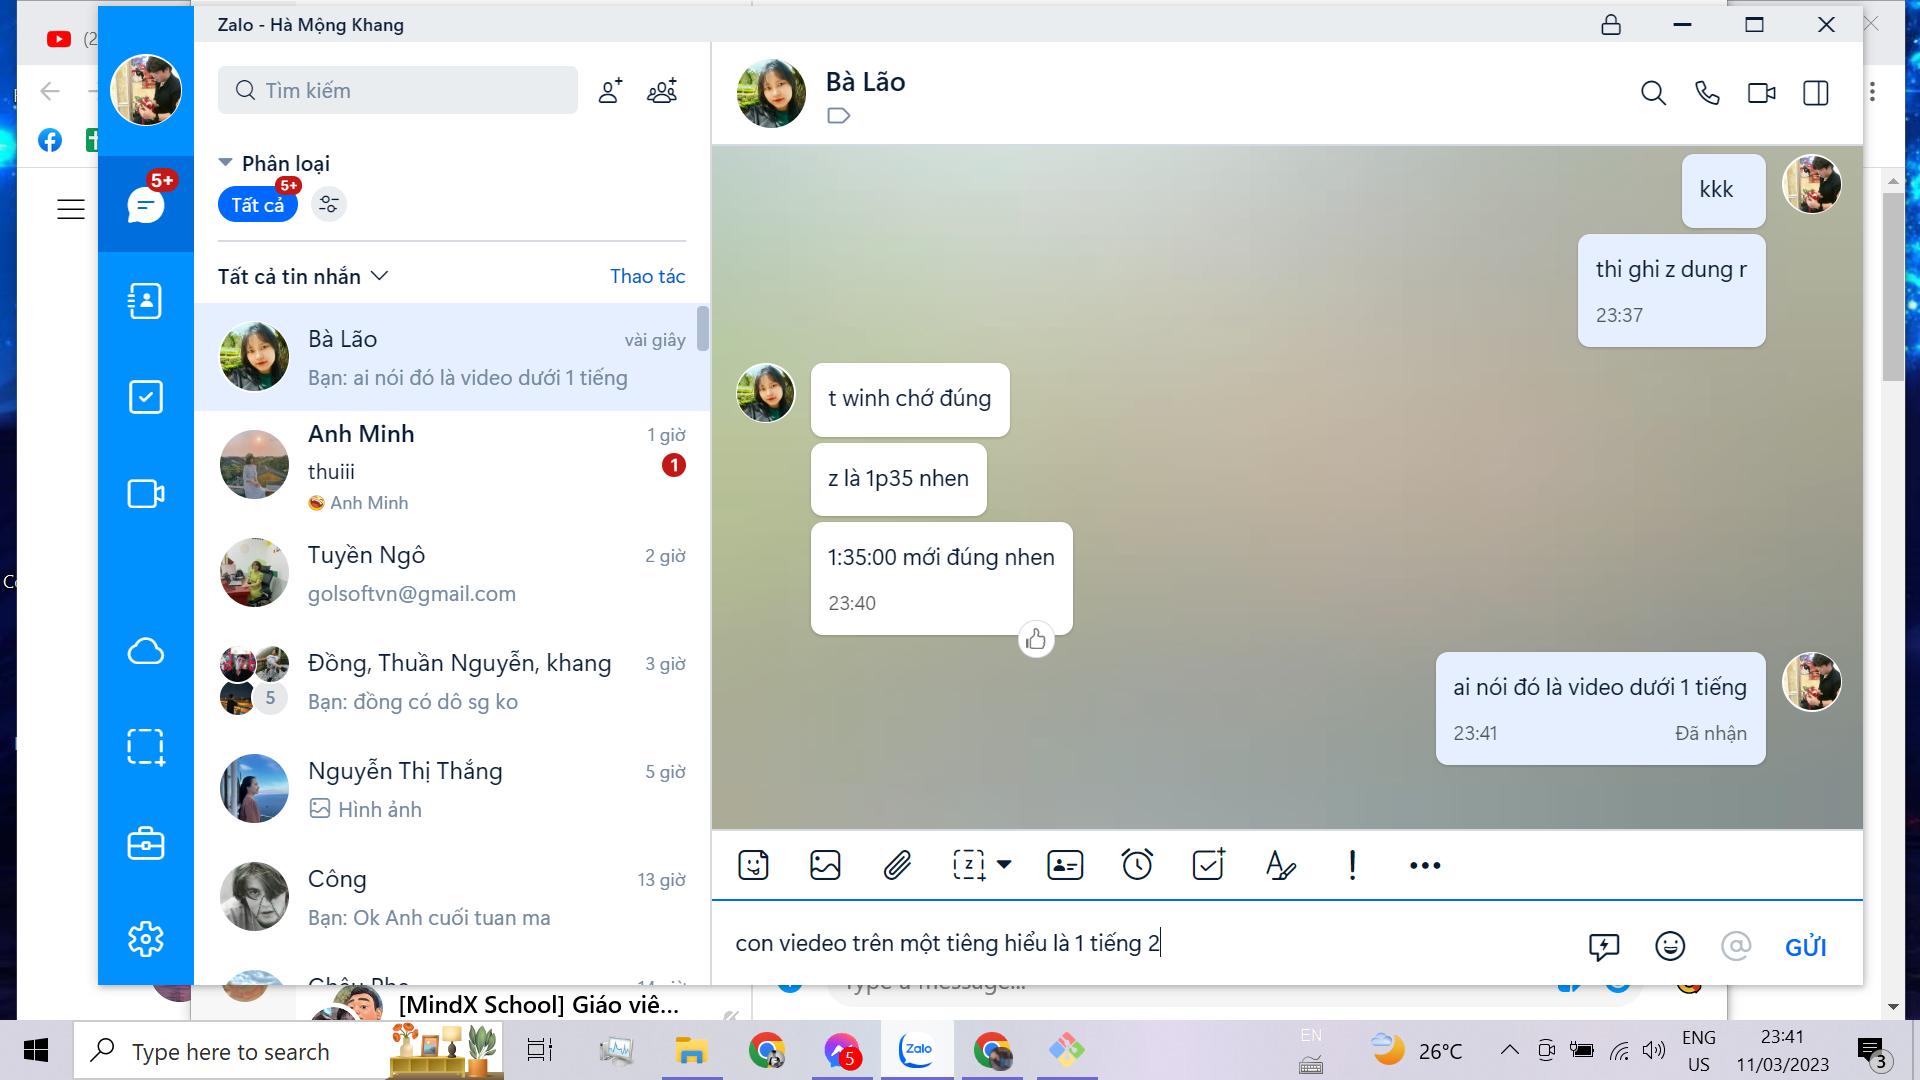 Zalo - Hà Mộng Khang
Tìm kiếm
Phân loại
5+
5+
Tất cả
Tất cả tin nhắn
Thao tác
Bà Lão
vài giây
Bạn: ai nói đó là video dưới 1 tiếng
Anh Minh
1 giờ
thuiii
1
Anh Minh
Tuyền Ngô
2 giờ
golsoftvn@gmail.com
Đồng, Thuần Nguyễn, khang
3 giờ
5
Bạn: đồng có dô sg ko
Nguyễn Thị Thắng
5 giờ
Hình ảnh
Công
13 giờ
Bạn: Ok Anh cuối tuan ma
[MindX School] Giáo viê...
Bà Lão
kkk
thi ghi z dung r
23:37
t winh chớ đúng
z là 1p35 nhen
1:35:00 mới đúng nhen
23:40
ai nói đó là video dưới 1 tiếng
23:41
Đã nhận
con viedeo trên một tiêng hiểu là 1 tiếng 2
GỬI
Type a message...
Type here to search
5
Zalo
EN
26°C
ENG
US
23:41
11/03/2023
3